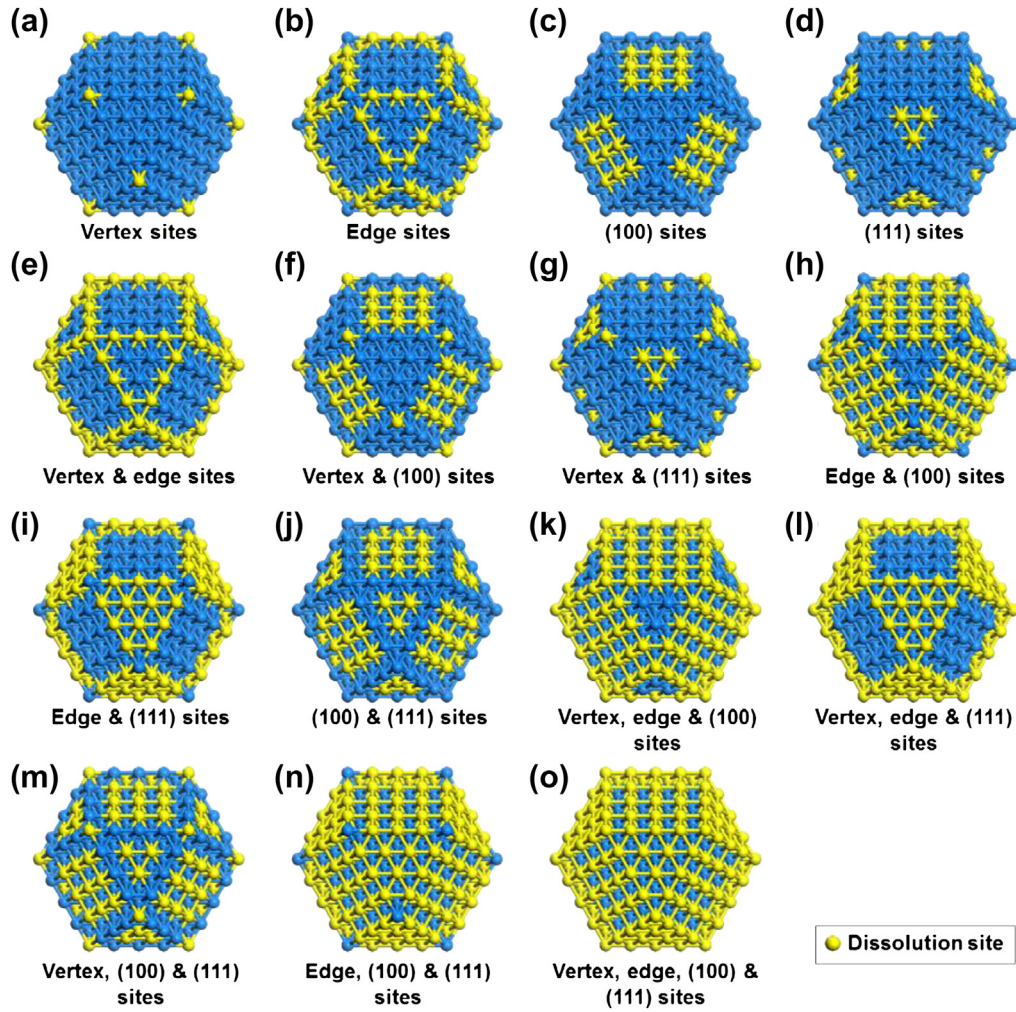 (a) (b) (c) (d)
Vertex sites Edge sites (100) sites (111) sites
(e) (f) (g) (h)
Vertex & edge sites Vertex & (100) sites Vertex & (111) sites Edge & (100) sites
(i) (j) (k) (l)
Edge & (111) sites (100) & (111) sites Vertex, edge & (100) Vertex, edge & (111)
sites sites
(m) (n) (o)
Dissolution site
Vertex, (100) & (111) Edge, (100) & (111) Vertex, edge, (100) &
sites sites (111) sites